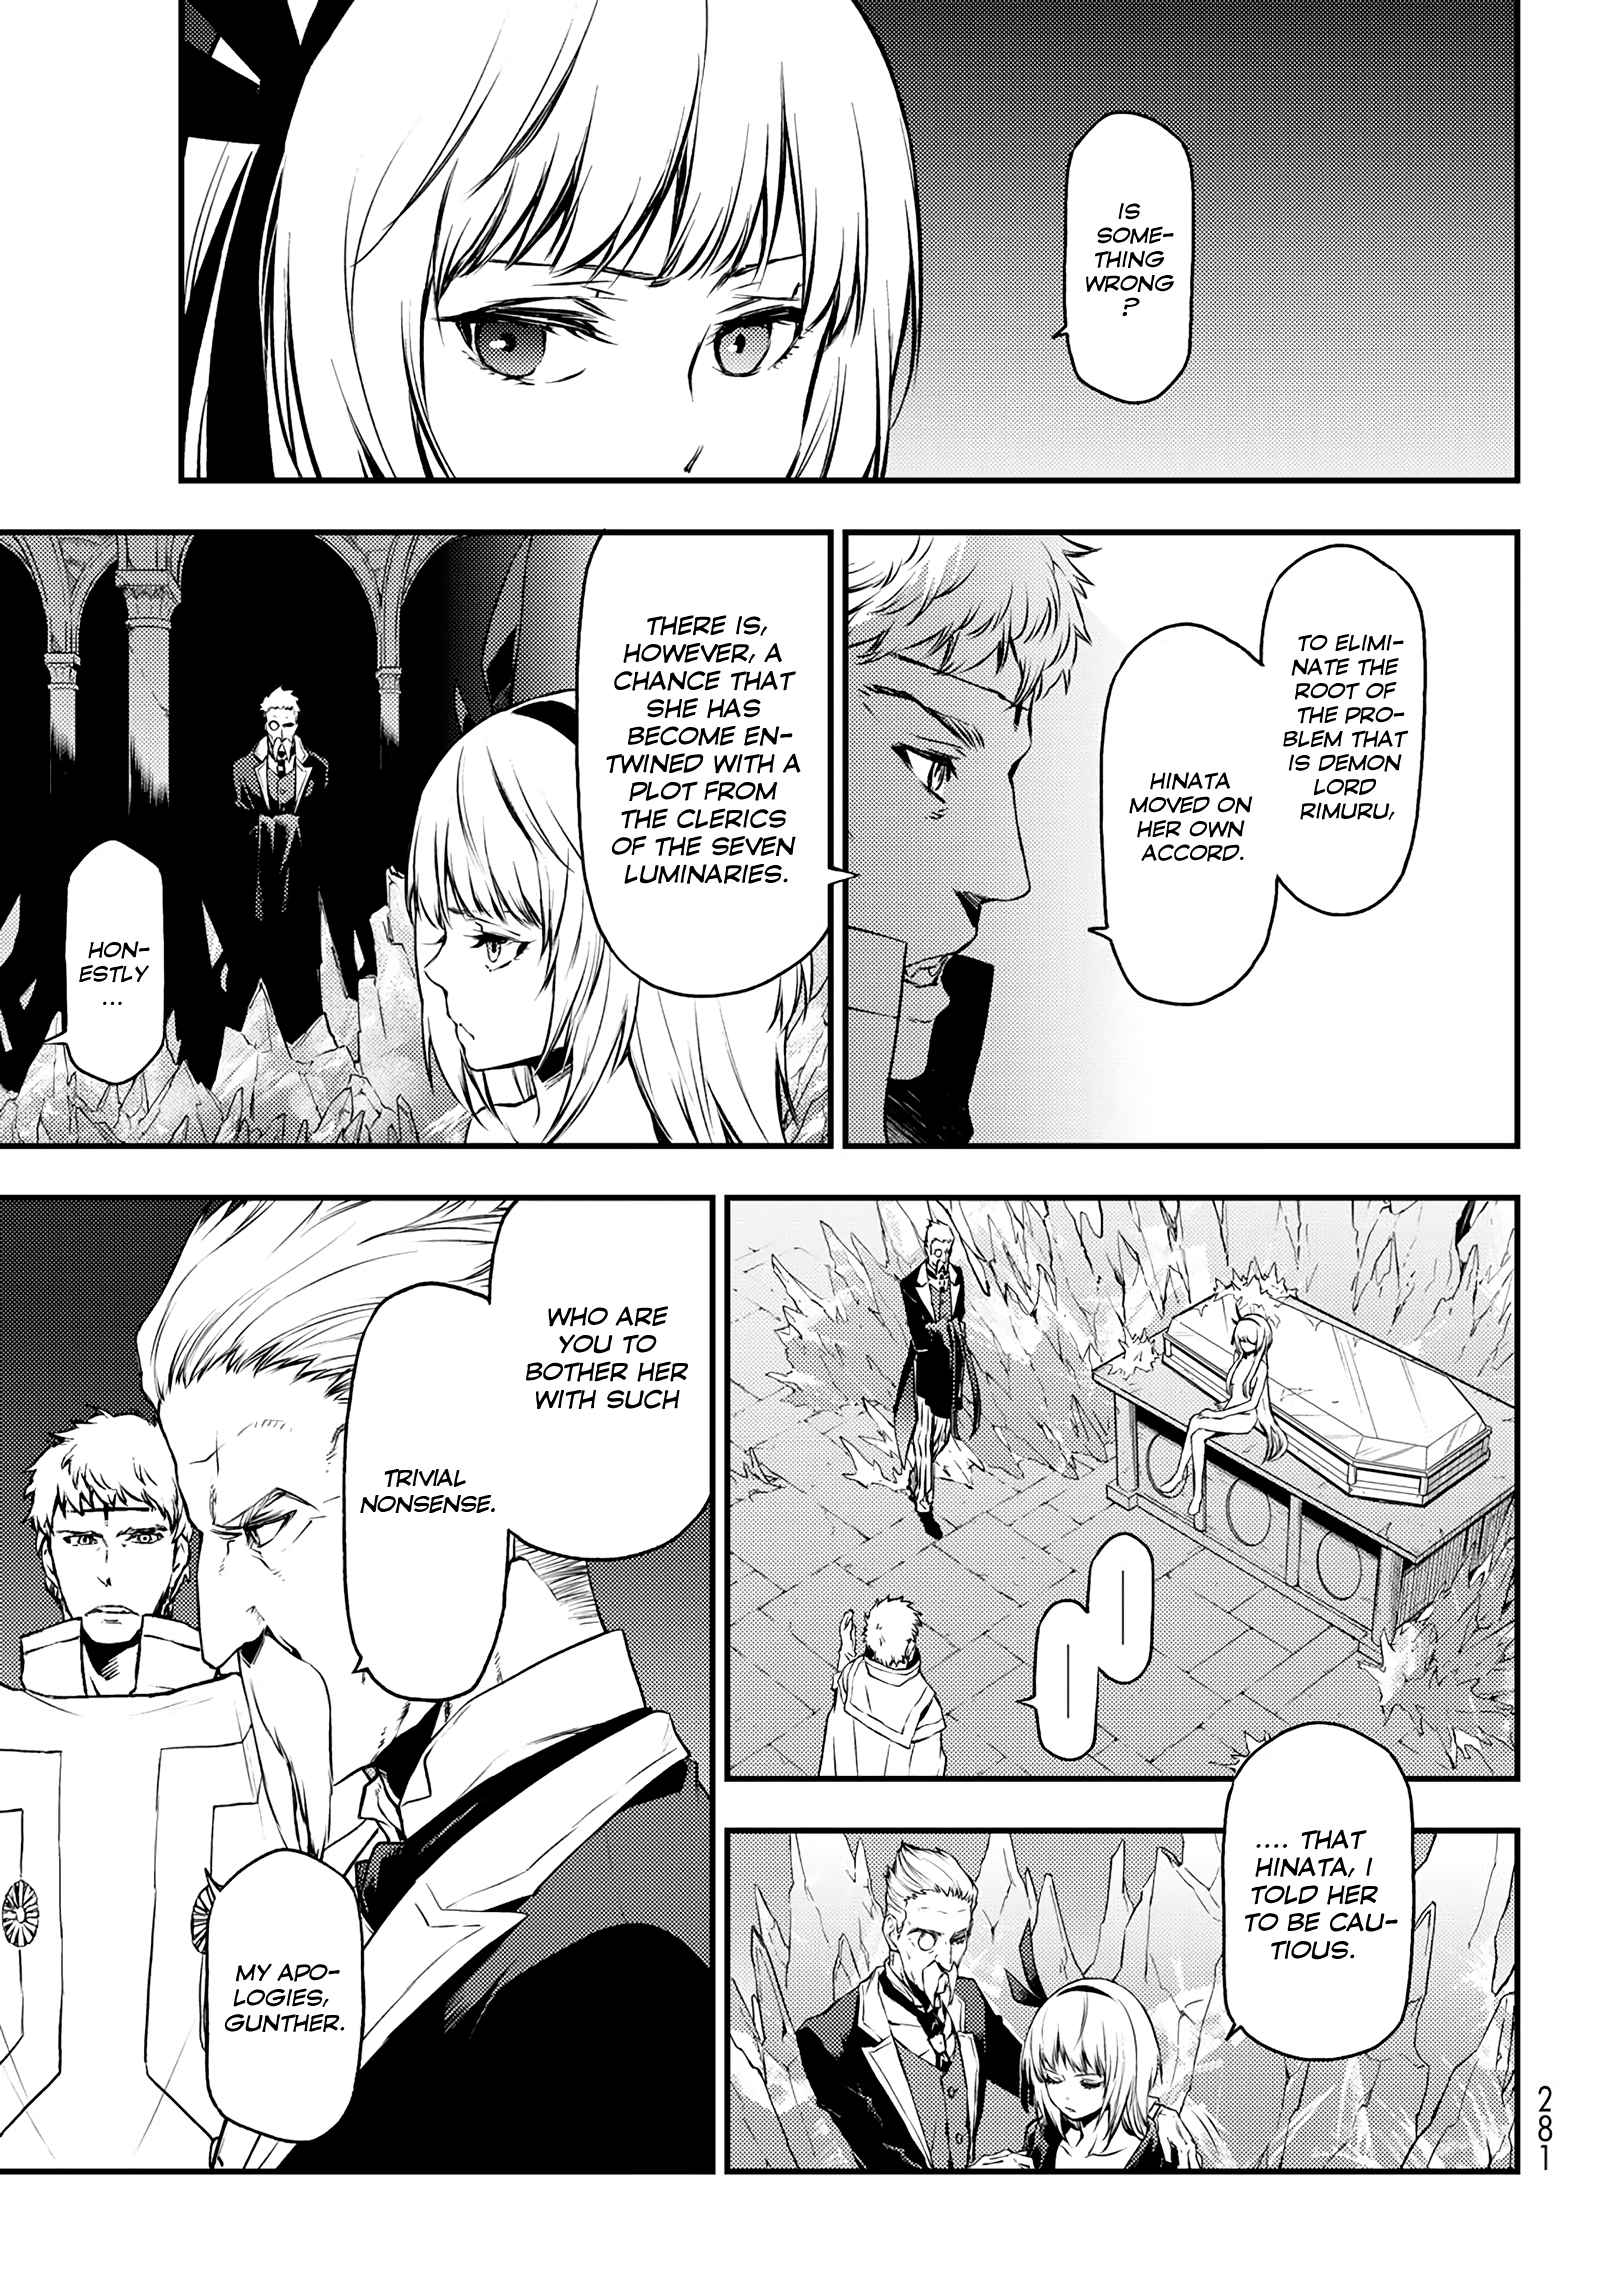 IS
SOME-
THING
WRONG
?
TO ELIMI-
NATE THE
ROOT OF
THE PRO-
BLEM THAT
IS DEMON
LORD
RIMURU,
HINATA
MOVED ON
HER OWN
ACCORD.
THERE IS,
HOWEVER, A
CHANCE THAT
SHE HAS
BECOME EN-
TWINED WITH A
PLOT FROM
THE CLERICS
OF THE SEVEN
LUMINARIES.
HON-
ESTLY
...
.... THAT
HINATA, I
TOLD HER
TO BE CAU-
TIOUS.
WHO ARE
YOU TO
BOTHER HER
WITH SUCH
TRIVIAL
NONSENSE.
MY APO-
LOGIES,
GUNTHER.
281